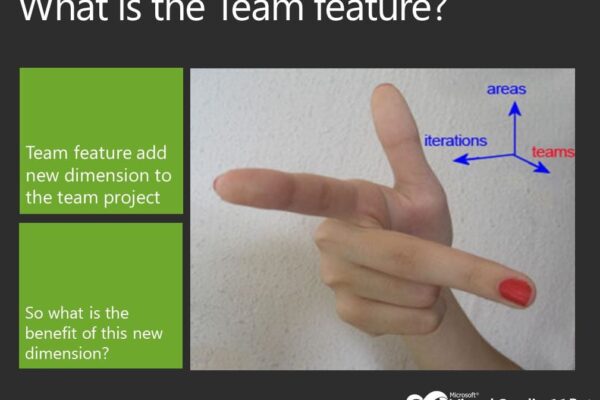 What is the Team feature?
Team feature add
new dimension to
the team project
areas
iterations
teams
So what is the
benefit of this new
dimension?
Microsoft®